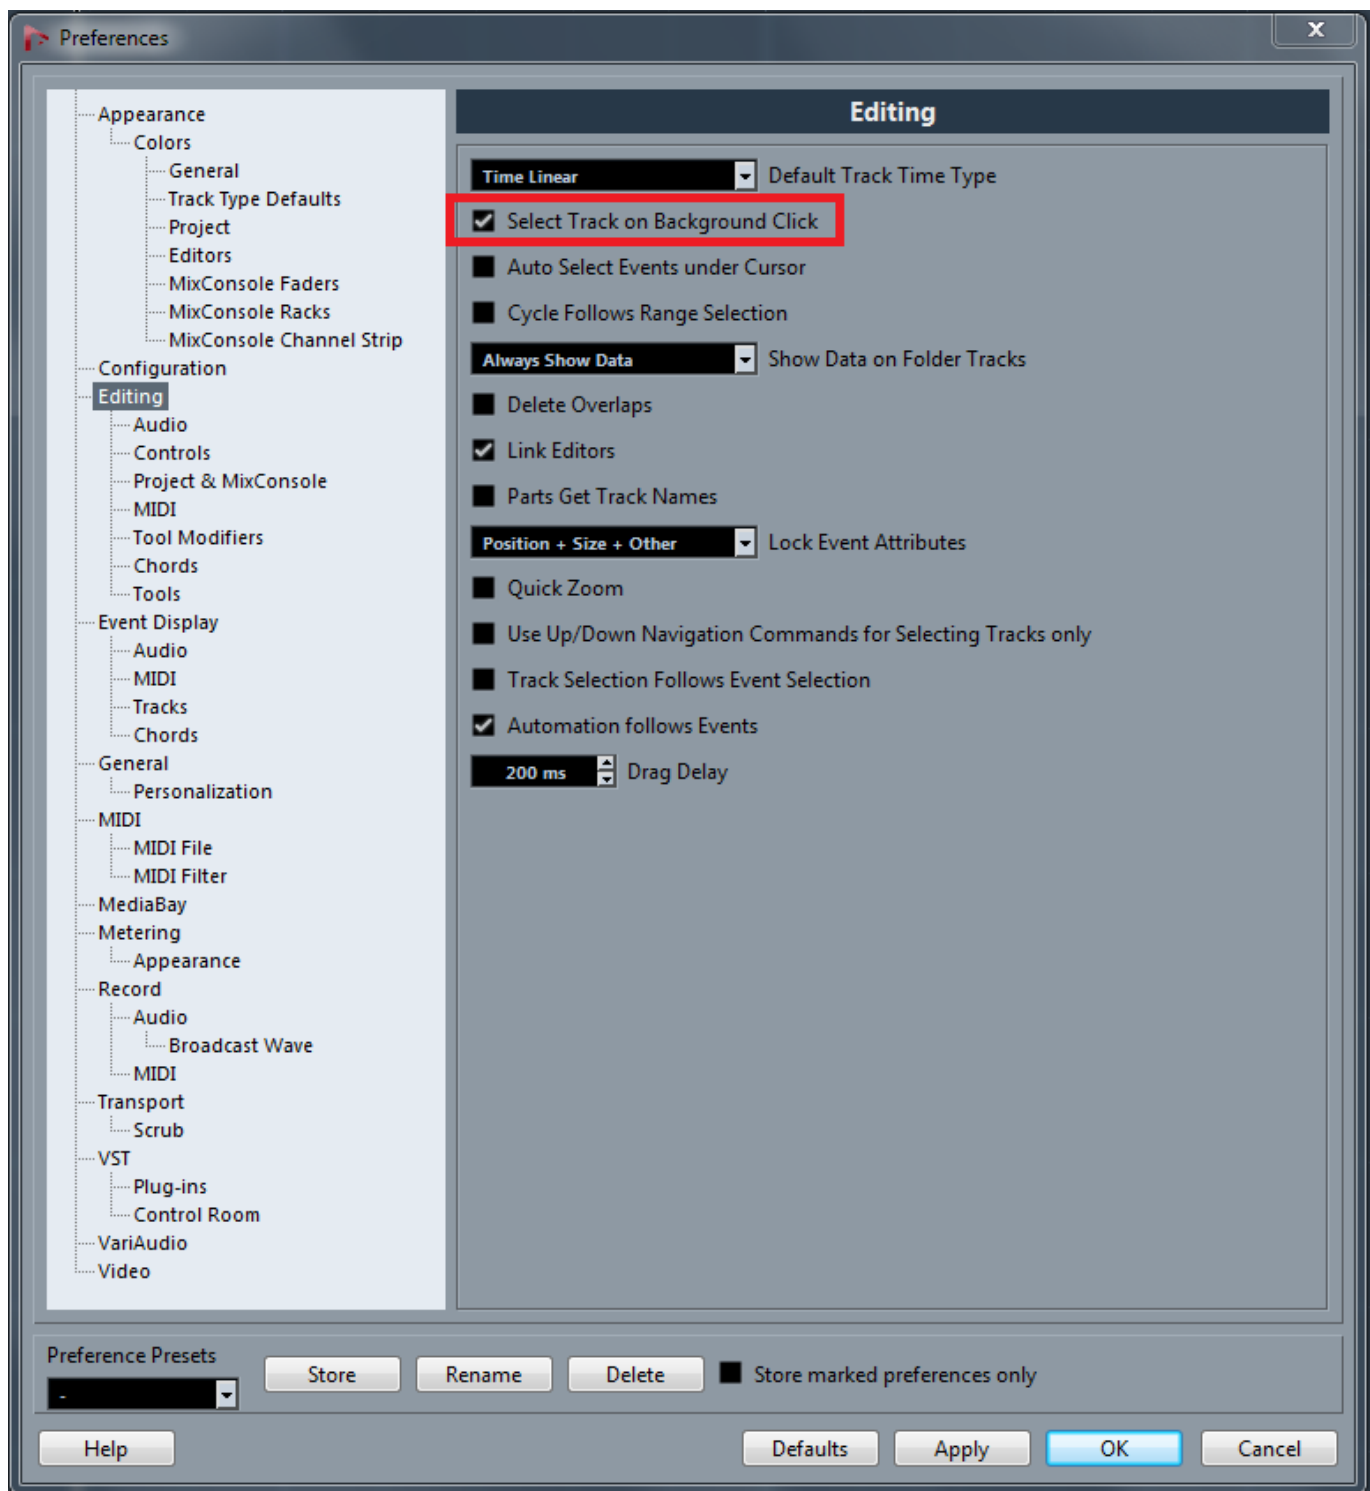 Preferences
x
Appearance
Colors
General
Track Type Defaults
Project
Editors
MixConsole Faders
MixConsole Racks
MixConsole Channel Strip
Configuration
Editing
Audio
Controls
Project & MixConsole
MIDI
Tool Modifiers
Chords
Tools
Event Display
Audio
MIDI
Tracks
Chords
General
Personalization
MIDI
MIDI File
MIDI Filter
MediaBay
Metering
Appearance
Record
Audio
Broadcast Wave
MIDI
Transport
Scrub
VST
Plug-ins
Control Room
VariAudio
Video
Editing
Time Linear Default Track Time Type
Select Track on Background Click
Auto Select Events under Cursor
Cycle Follows Range Selection
Always Show Data Show Data on Folder Tracks
Delete Overlaps
Link Editors
Parts Get Track Names
Position + Size + Other Lock Event Attributes
Quick Zoom
Use Up/Down Navigation Commands for Selecting Tracks only
Track Selection Follows Event Selection
Automation follows Events
200 ms Drag Delay
Preference Presets
-
Store Rename Delete Store marked preferences only
Help Defaults Apply OK Cancel